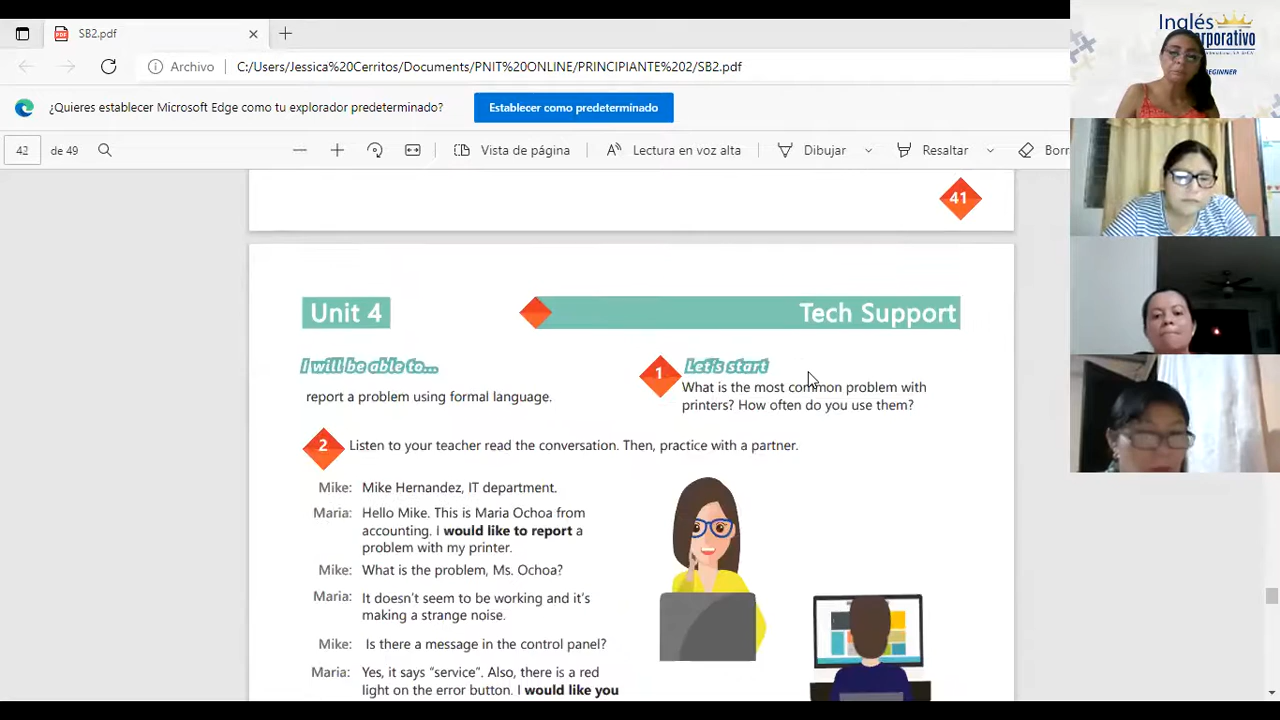 SB2.pdf
Archivo C:/Users/Jessica%20Cerritos/Documents/PNIT%20ONLINE/PRINCIPIANTE%202/SB2.pdf
¿Quieres establecer Microsoft Edge como tu explorador predeterminado? Establecer como predeterminado
42 de 49 Vista de página Lectura en voz alta Dibujar Resaltar Borr
41
Unit 4 Tech Support
I will be able to...
report a problem using formal language.
1 Let's start
What is the most common problem with
printers? How often do you use them?
2 Listen to your teacher read the conversation. Then, practice with a partner.
Mike: Mike Hernandez, IT department.
Maria: Hello Mike. This is Maria Ochoa from
accounting. I would like to report a
problem with my printer.
Mike: What is the problem, Ms. Ochoa?
Maria: It doesn't seem to be working and it's
making a strange noise.
Mike: Is there a message in the control panel?
Maria: Yes, it says "service". Also, there is a red
light on the error button. I would like you
Inglés
orporativo
EGINNER